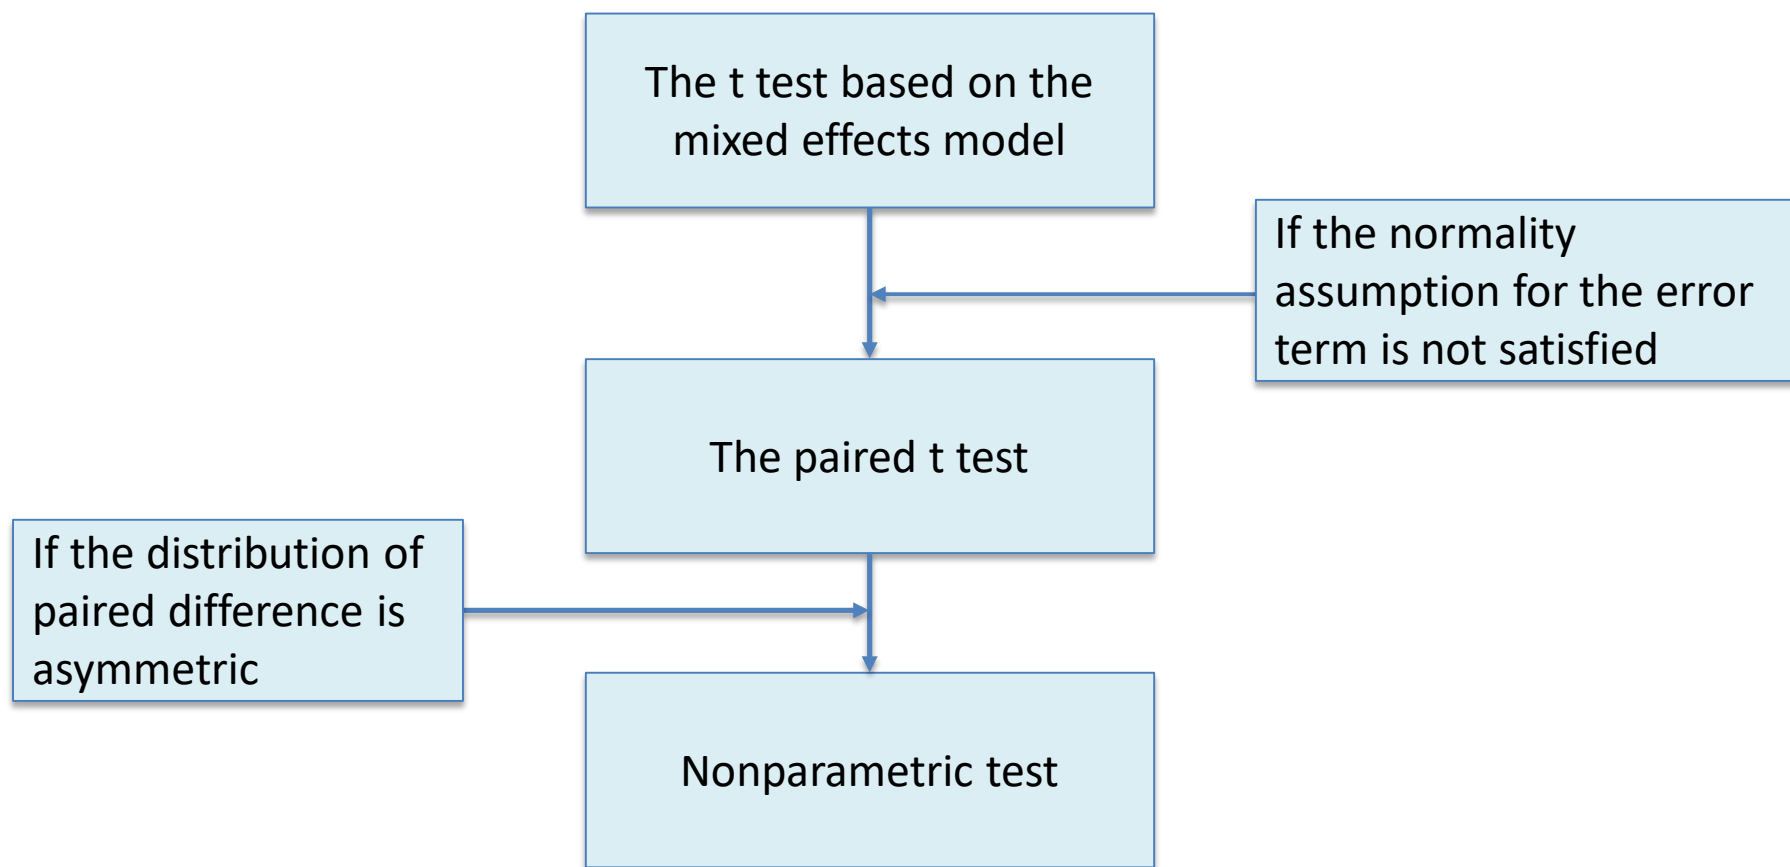 The t test based on the
mixed effects model
If the normality
assumption for the error
term is not satisfied
The paired t test
If the distribution of
paired difference is
asymmetric
Nonparametric test